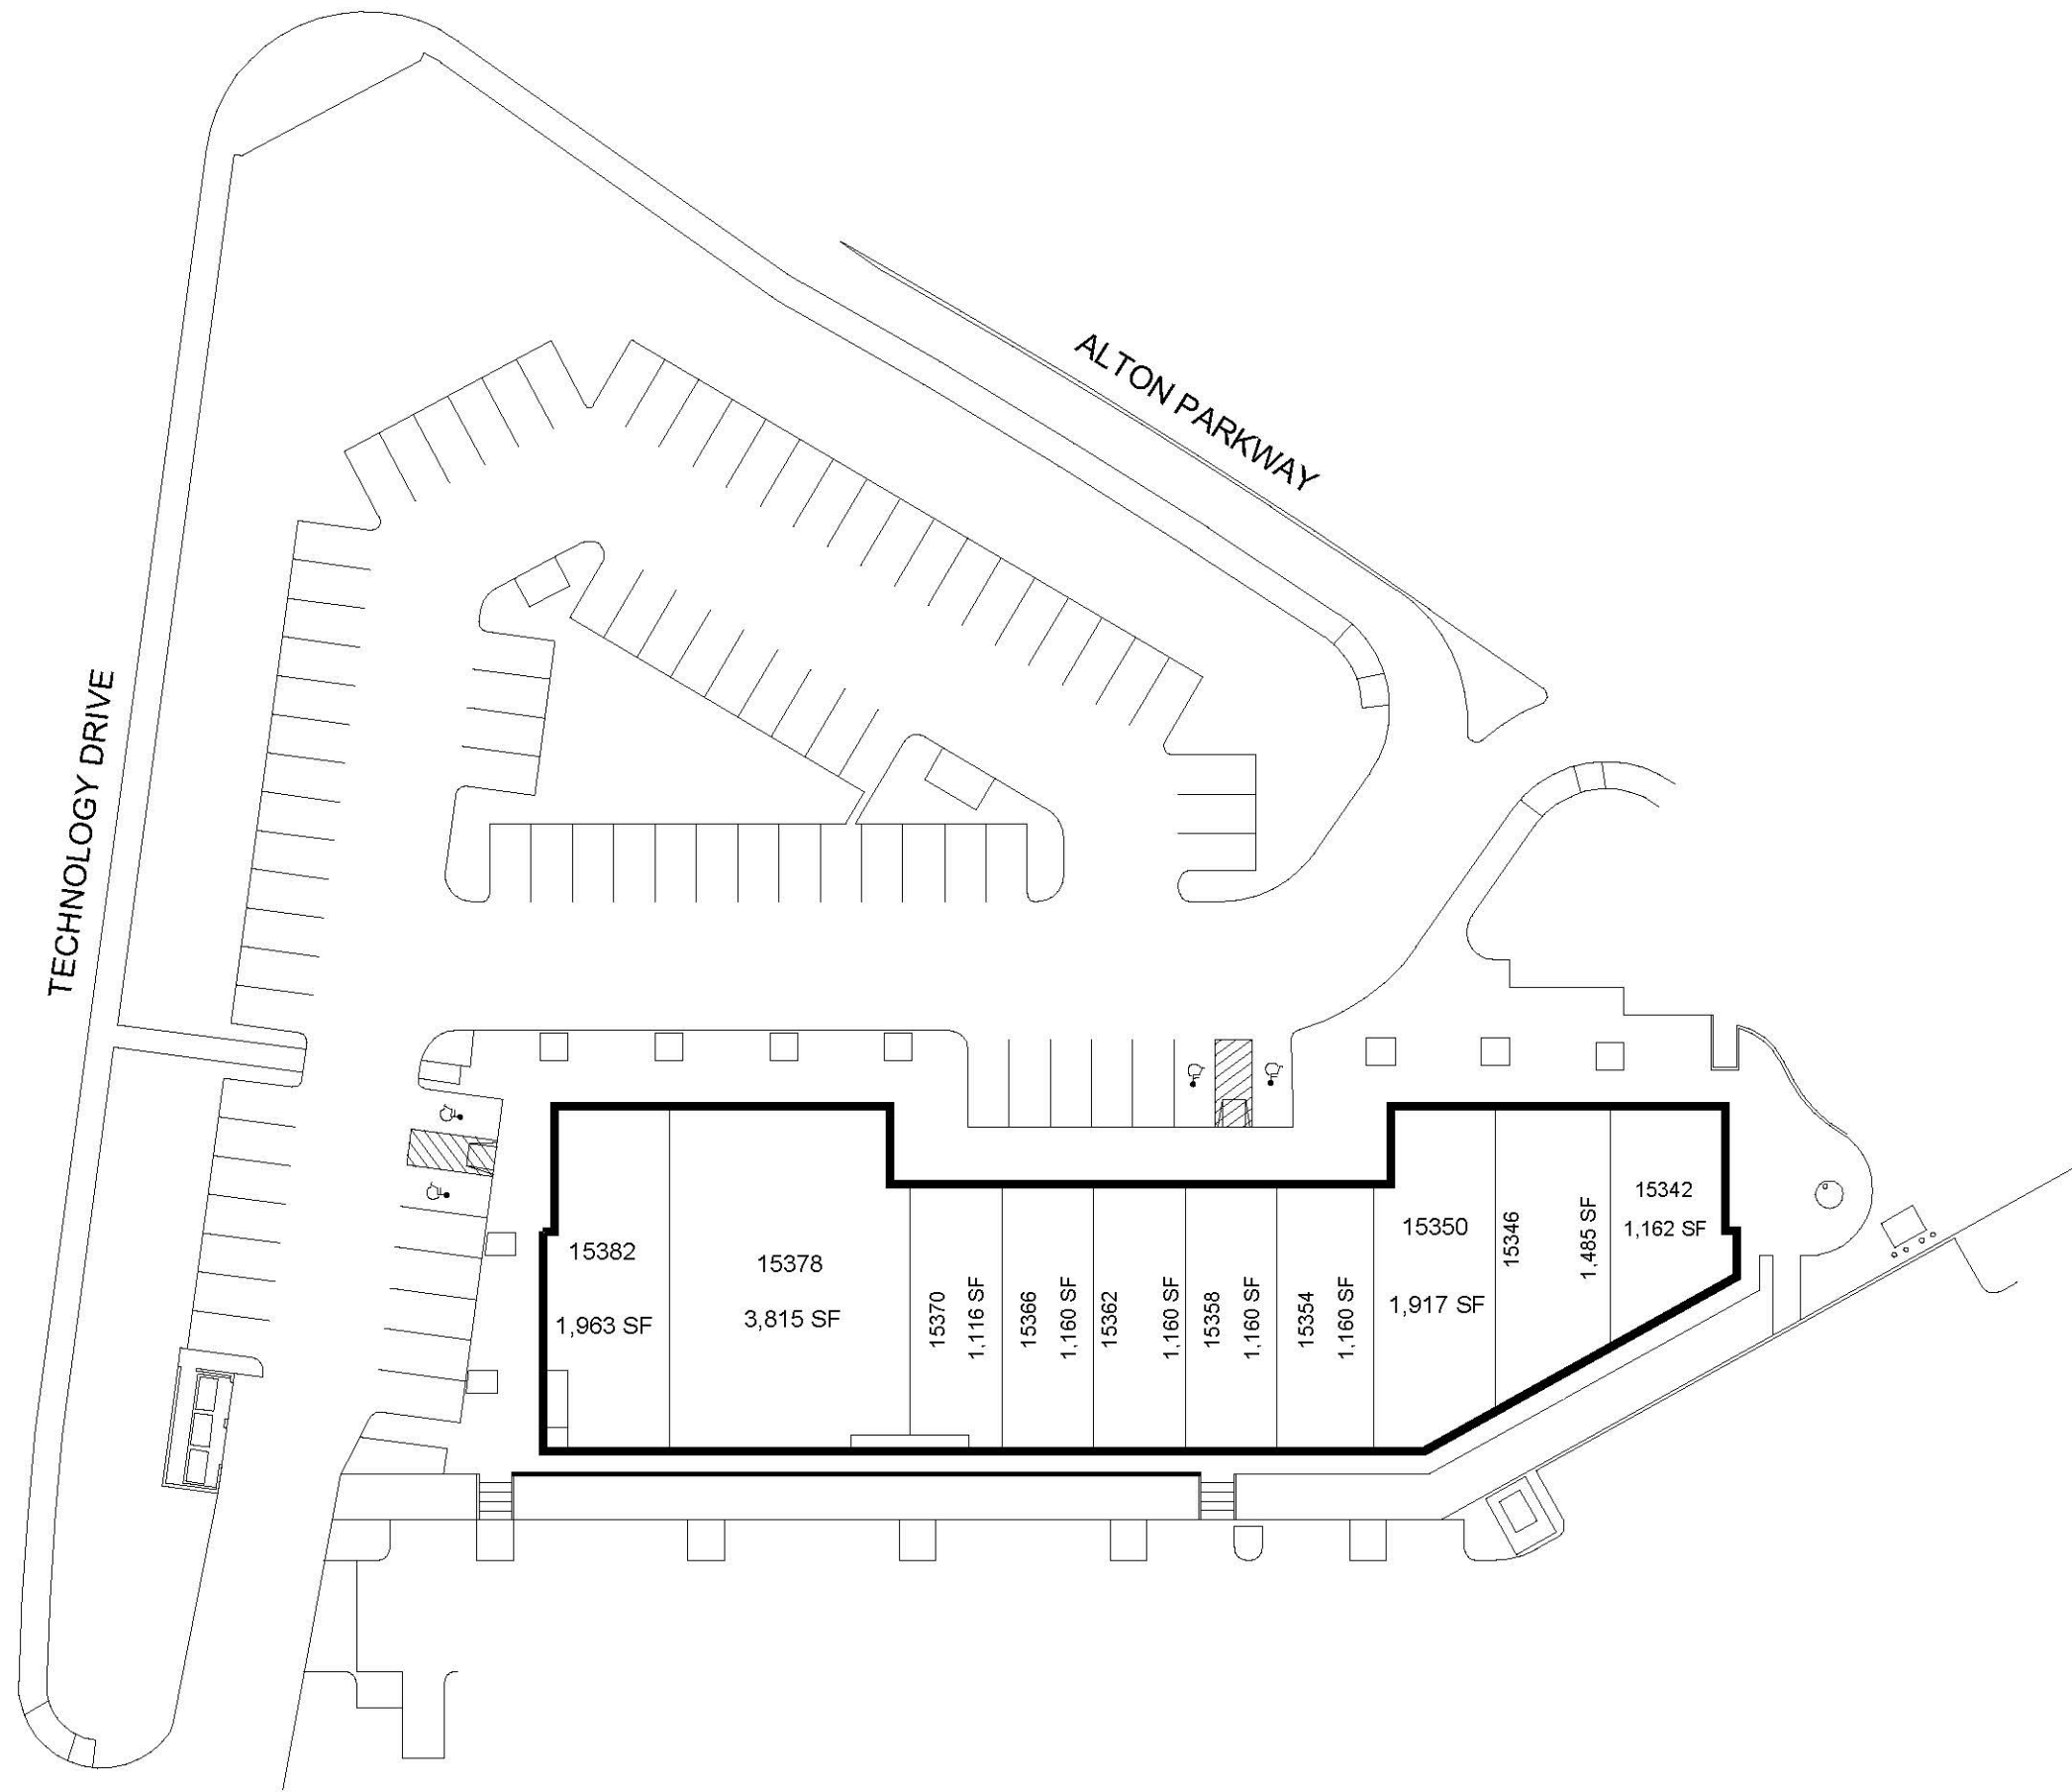 ALTON PARKWAY
TECHNOLOGY DRIVE
15382
1,963 SF
15378
3,815 SF
15370
1,116 SF
15366
1,160 SF
15362
1,160 SF
15358
1,160 SF
15354
1,160 SF
15350
1,917 SF
15346
1,485 SF
15342
1,162 SF